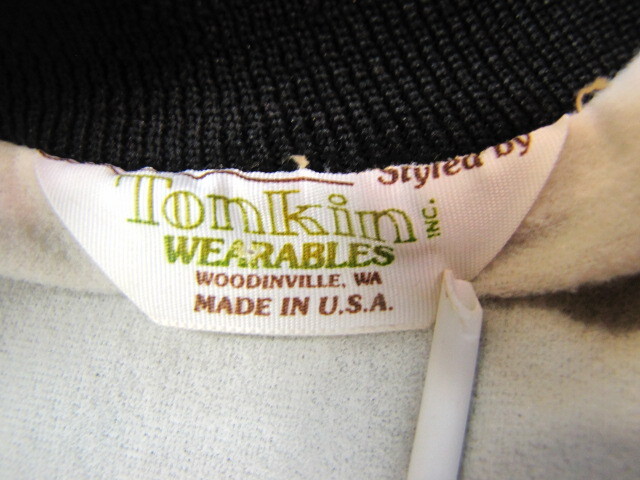 Styled by
Tonkin INC.
WEARABLES
WOODINVILLE, WA
MADE IN U.S.A.